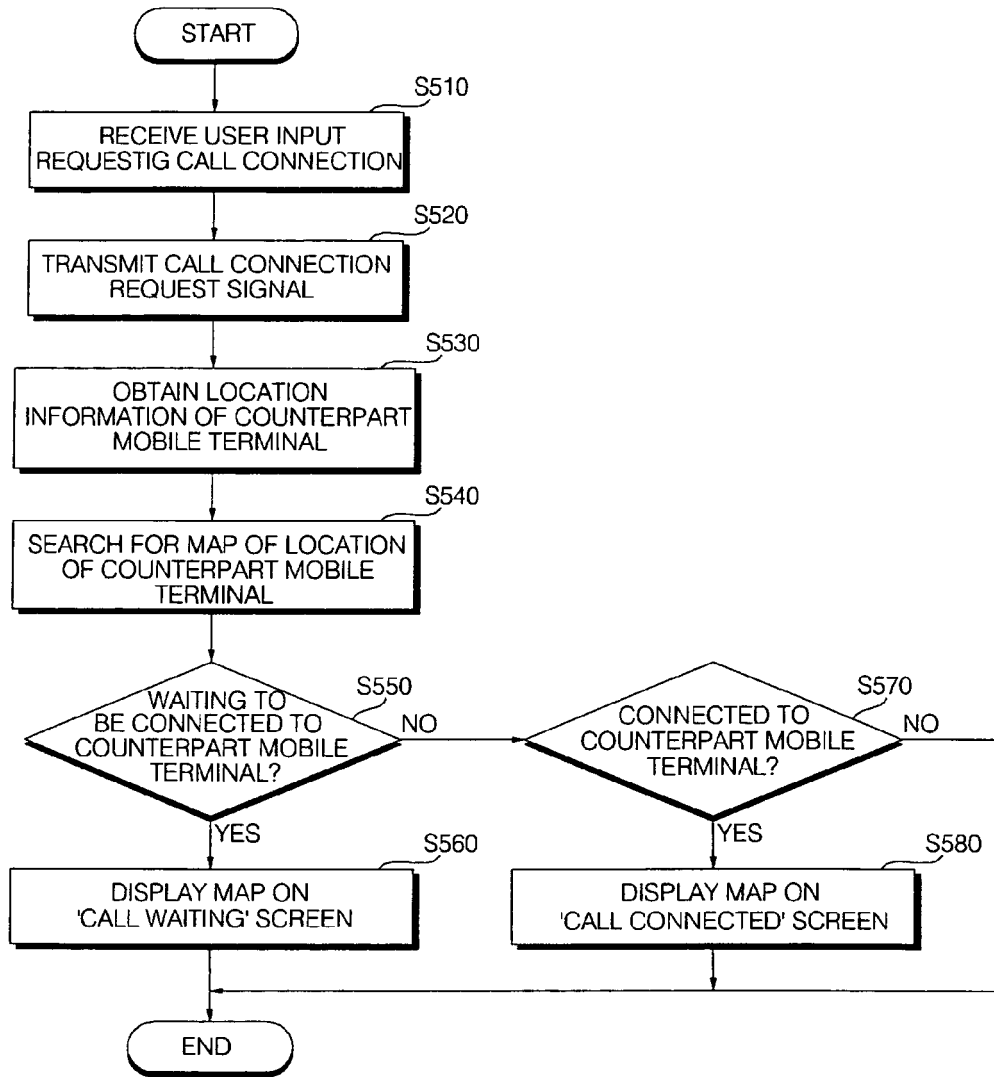 START
S510
RECEIVE USER INPUT
REQUESTIG CALL CONNECTION
S520
TRANSMIT CALL CONNECTION
REQUEST SIGNAL
S530
OBTAIN LOCATION
INFORMATION OF COUNTERPART
MOBILE TERMINAL
S540
SEARCH FOR MAP OF LOCATION
OF COUNTERPART MOBILE
TERMINAL
S550
WAITING TO
BE CONNECTED TO
COUNTERPART MOBILE
TERMINAL?
NO
YES
S570
CONNECTED TO
COUNTERPART MOBILE
TERMINAL?
NO
YES
S560
DISPLAY MAP ON
'CALL WAITING' SCREEN
S580
DISPLAY MAP ON
'CALL CONNECTED' SCREEN
END